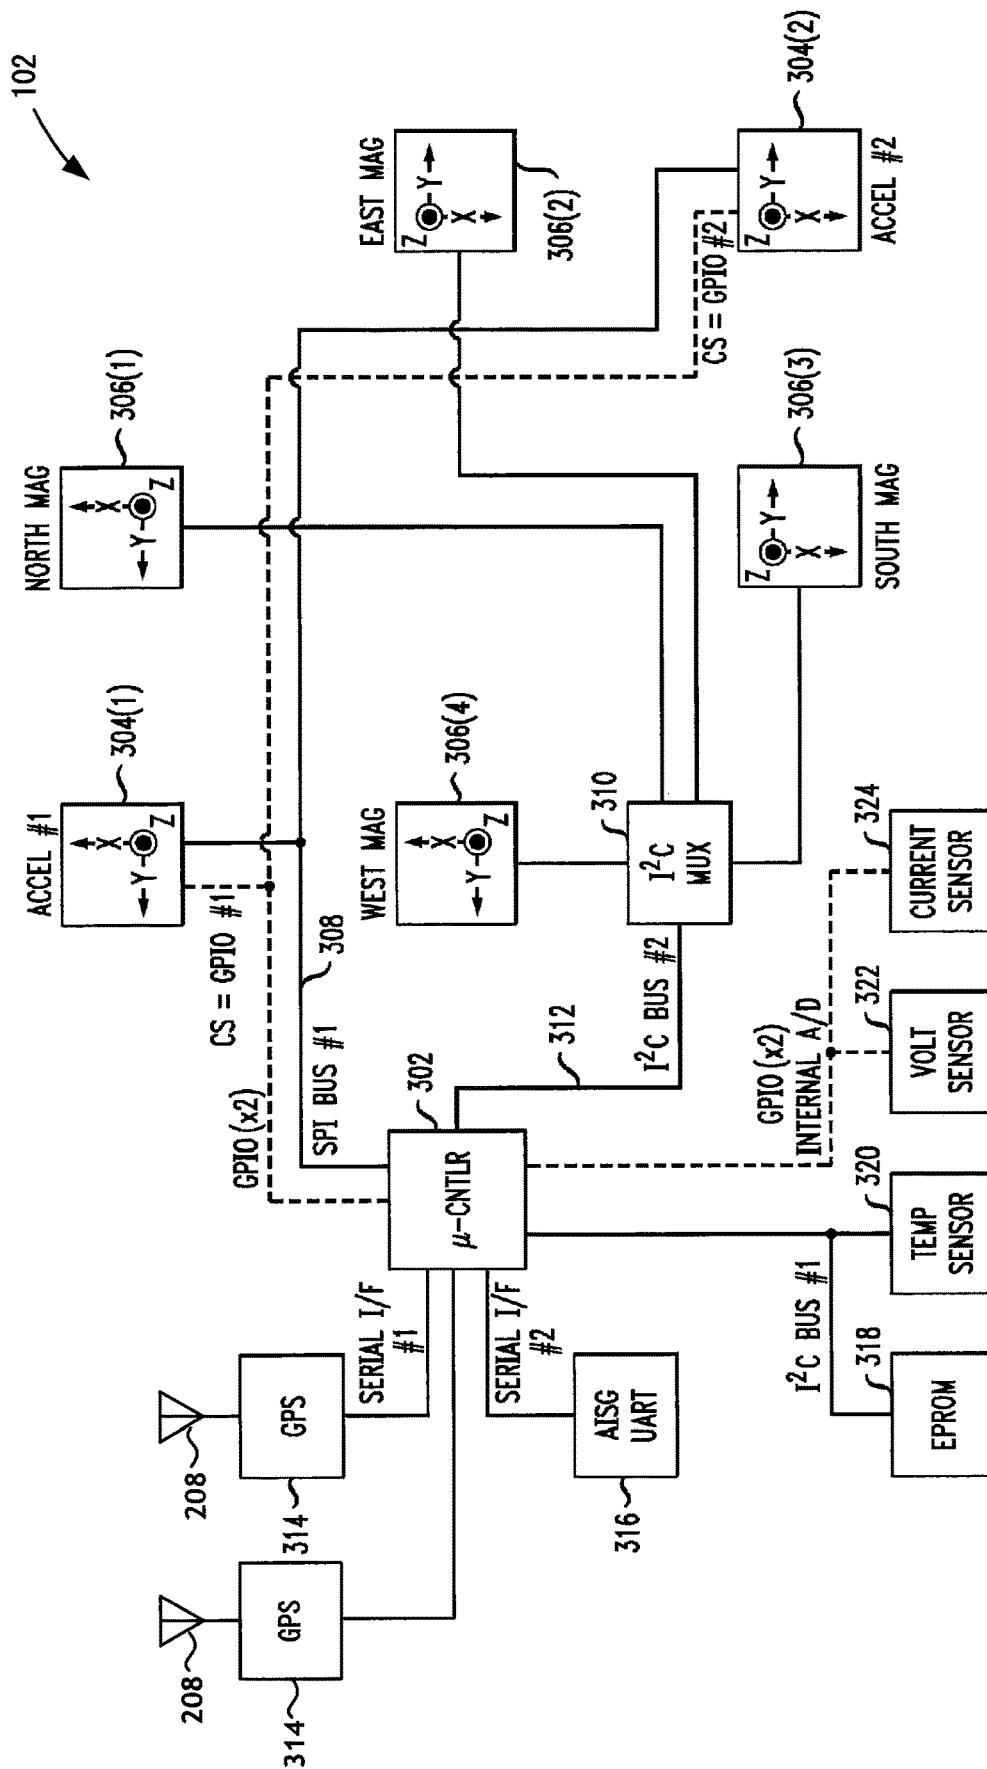 102
ACCEL #1
X
Y
Z
304(1)
CS = GPIO #1
NORTH MAG
X
Y
Z
306(1)
EAST MAG
Z
Y
X
306(2)
304(2)
Z
Y
X
ACCEL #2
CS = GPIO #2
GPIO (x2)
SPI BUS #1
308
WEST MAG
X
Y
Z
306(4)
306(3)
Z
Y
X
SOUTH MAG
310
I²C
MUX
I²C BUS #2
312
302
μ-CNTLR
208
GPS
314
208
GPS
314
SERIAL I/F
#1
SERIAL I/F
#2
AISG
UART
316
I²C BUS #1
318
EPROM
320
TEMP
SENSOR
GPIO (x2)
INTERNAL A/D
322
VOLT
SENSOR
324
CURRENT
SENSOR